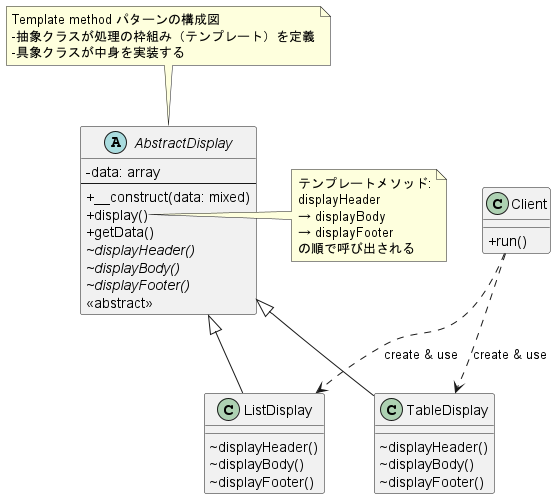 Template method パターンの構成図
-抽象クラスが処理の枠組み（テンプレート）を定義
-具象クラスが中身を実装する
A AbstractDisplay
-data: array
+__construct(data: mixed)
+display()
+getData()
~displayHeader()
~displayBody()
~displayFooter()
«abstract»
テンプレートメソッド:
displayHeader
→ displayBody
→ displayFooter
の順で呼び出される
C Client
+run()
create & use
create & use
C ListDisplay
~displayHeader()
~displayBody()
~displayFooter()
C TableDisplay
~displayHeader()
~displayBody()
~displayFooter()